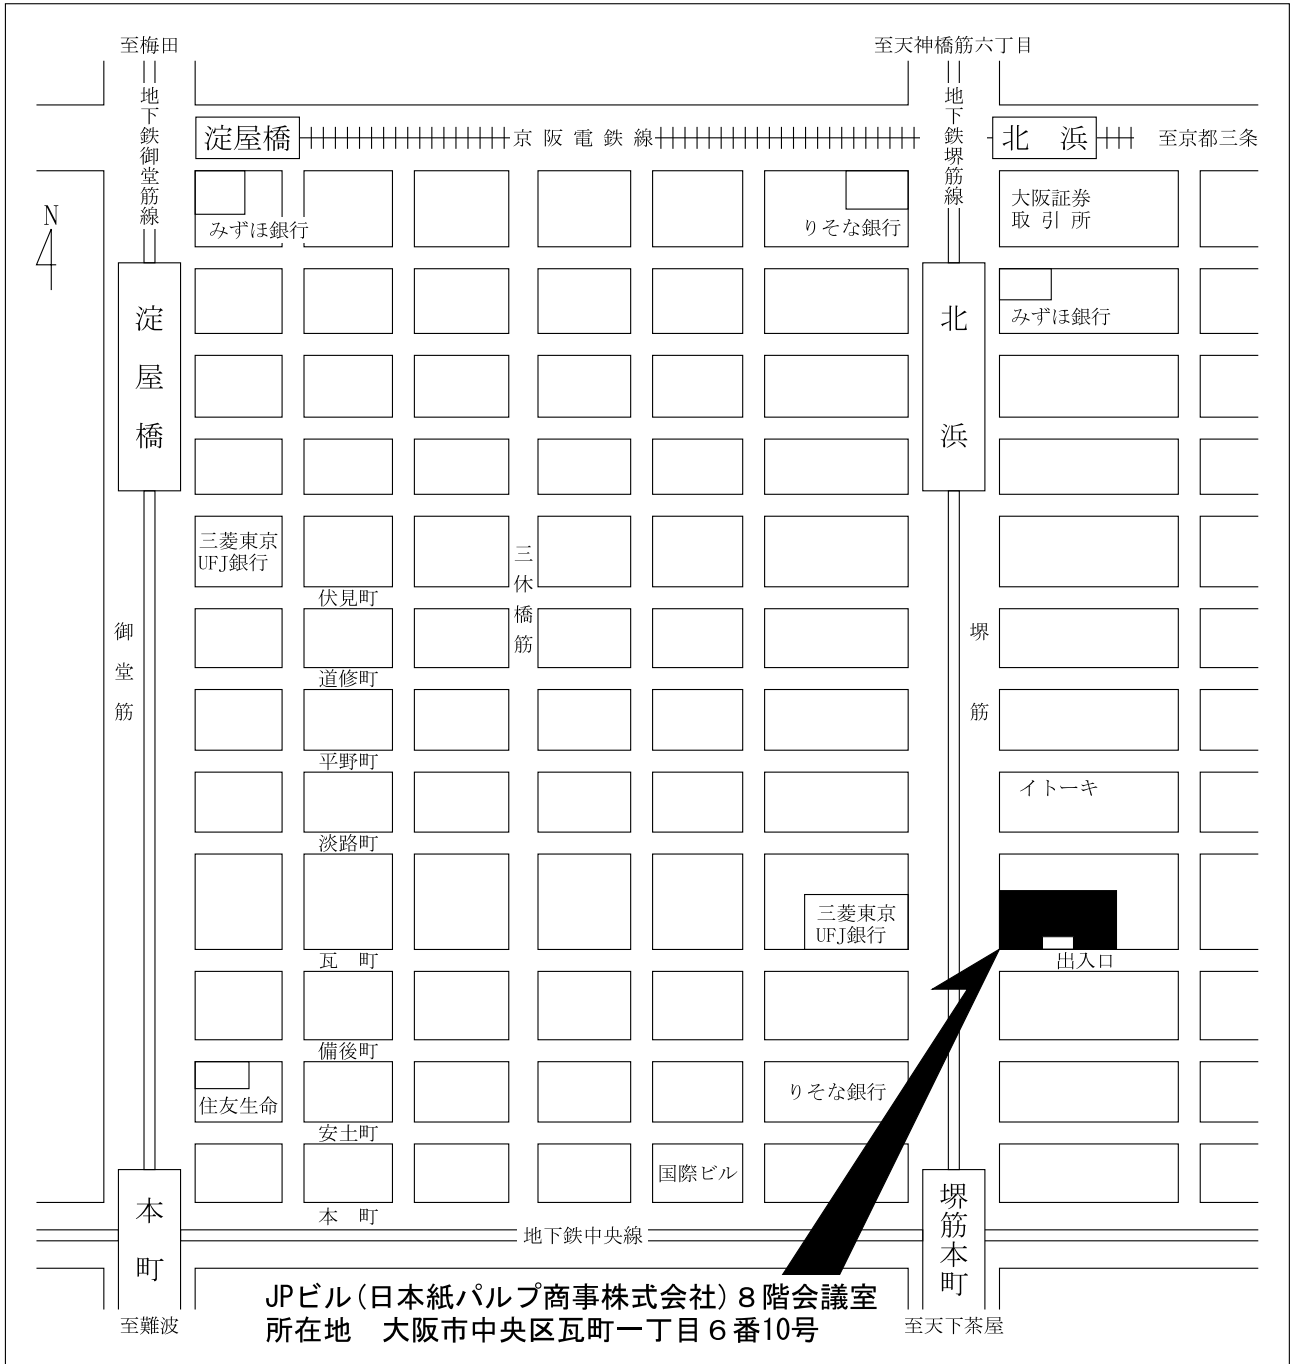 至梅田
至天神橋筋六丁目
地下鉄御堂筋線
地下鉄堺筋線
淀屋橋
京阪電鉄線
北　浜
至京都三条
N
みずほ銀行
りそな銀行
大阪証券
取引所
淀屋橋
北浜
みずほ銀行
三菱東京
UFJ銀行
三休橋筋
伏見町
御堂筋
堺筋
道修町
平野町
イトーキ
淡路町
三菱東京
UFJ銀行
瓦　町
出入口
備後町
住友生命
りそな銀行
安土町
国際ビル
本町
堺筋本町
本　町
地下鉄中央線
JPビル(日本紙パルプ商事株式会社)８階会議室
所在地　大阪市中央区瓦町一丁目６番10号
至難波
至天下茶屋